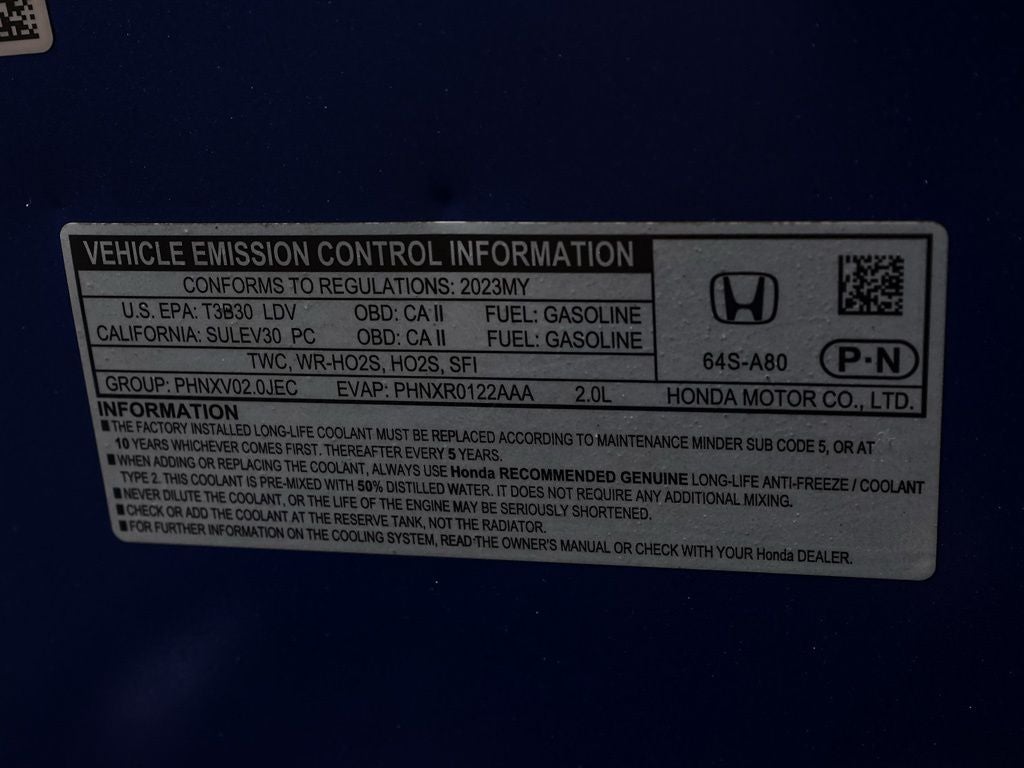 VEHICLE EMISSION CONTROL INFORMATION
CONFORMS TO REGULATIONS: 2023MY
U.S. EPA: T3B30 LDV OBD: CA II FUEL: GASOLINE
CALIFORNIA: SULEV30 PC OBD: CA II FUEL: GASOLINE
TWC, WR-HO2S, HO2S, SFI
64S-A80 P·N
GROUP: PHNXV02.0JEC EVAP: PHNXR0122AAA 2.0L HONDA MOTOR CO., LTD.
INFORMATION
■ THE FACTORY INSTALLED LONG-LIFE COOLANT MUST BE REPLACED ACCORDING TO MAINTENANCE MINDER SUB CODE 5, OR AT
10 YEARS WHICHEVER COMES FIRST. THEREAFTER EVERY 5 YEARS.
■ WHEN ADDING OR REPLACING THE COOLANT, ALWAYS USE Honda RECOMMENDED GENUINE LONG-LIFE ANTI-FREEZE / COOLANT
TYPE 2. THIS COOLANT IS PRE-MIXED WITH 50% DISTILLED WATER. IT DOES NOT REQUIRE ANY ADDITIONAL MIXING.
■ NEVER DILUTE THE COOLANT, OR THE LIFE OF THE ENGINE MAY BE SERIOUSLY SHORTENED.
■ CHECK OR ADD THE COOLANT AT THE RESERVE TANK, NOT THE RADIATOR.
■ FOR FURTHER INFORMATION ON THE COOLING SYSTEM, READ THE OWNER'S MANUAL OR CHECK WITH YOUR Honda DEALER.